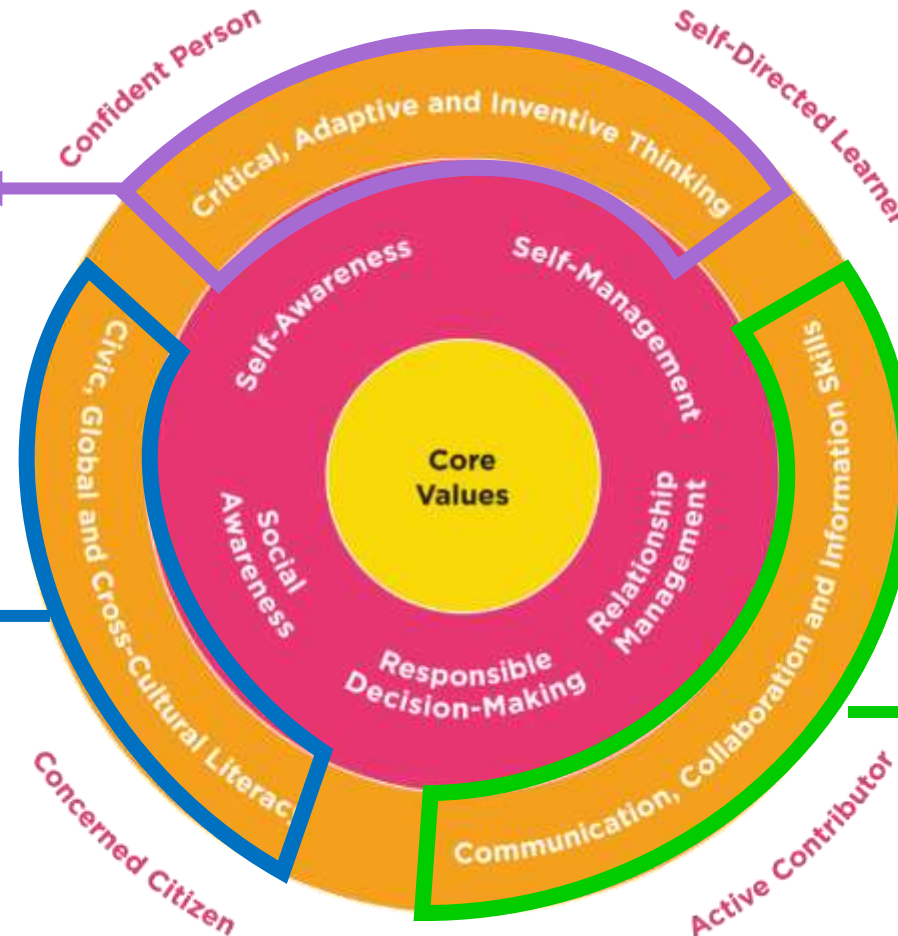 Confident Person
Self-Directed Learner
Critical, Adaptive and Inventive Thinking
Self-Awareness
Self-Management
Civic, Global and Cross-Cultural Literacy
Communication, Collaboration and Information Skills
Core
Values
Social
Awareness
Relationship
Management
Responsible
Decision-Making
Concerned Citizen
Active Contributor